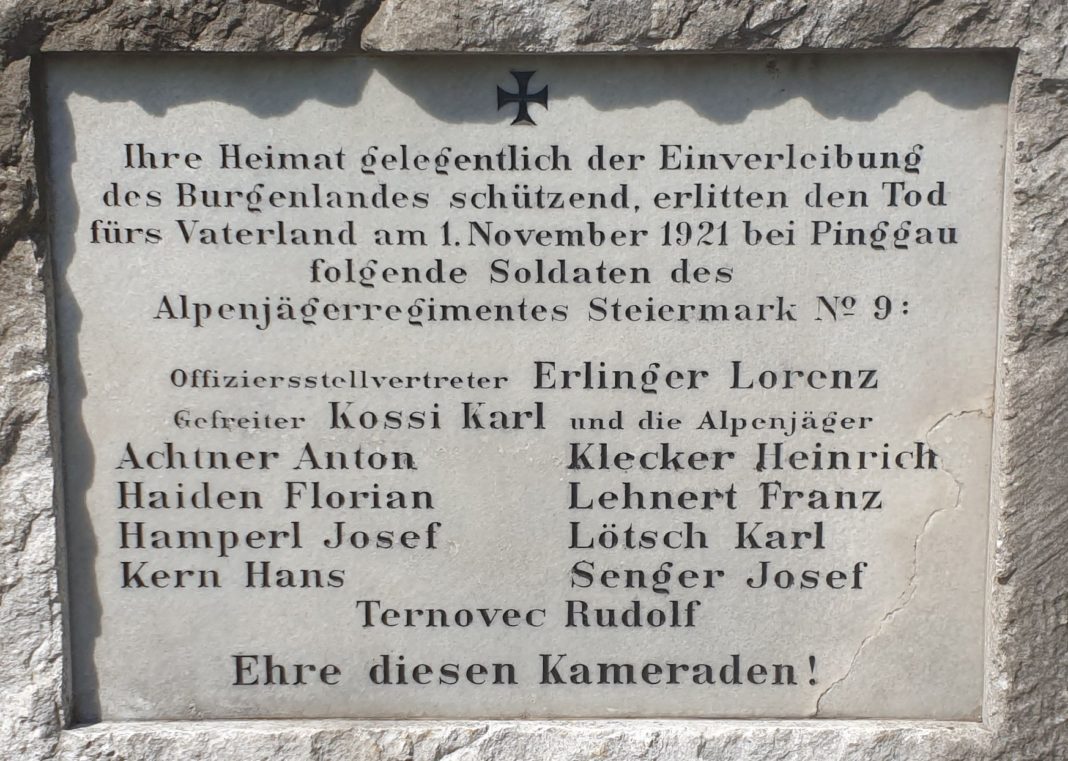 Ihre Heimat gelegentlich der Einverleibung
des Burgenlandes schützend, erlitten den Tod
fürs Vaterland am 1. November 1921 bei Pinggau
folgende Soldaten des
Alpenjägerregimentes Steiermark Nº 9:
Offiziersstellvertreter Erlinger Lorenz
Gefreiter Kossi Karl und die Alpenjäger
Achtner Anton Klecker Heinrich
Haiden Florian Lehnert Franz
Hamperl Josef Lötsch Karl
Kern Hans Senger Josef
Ternovec Rudolf
Ehre diesen Kameraden!